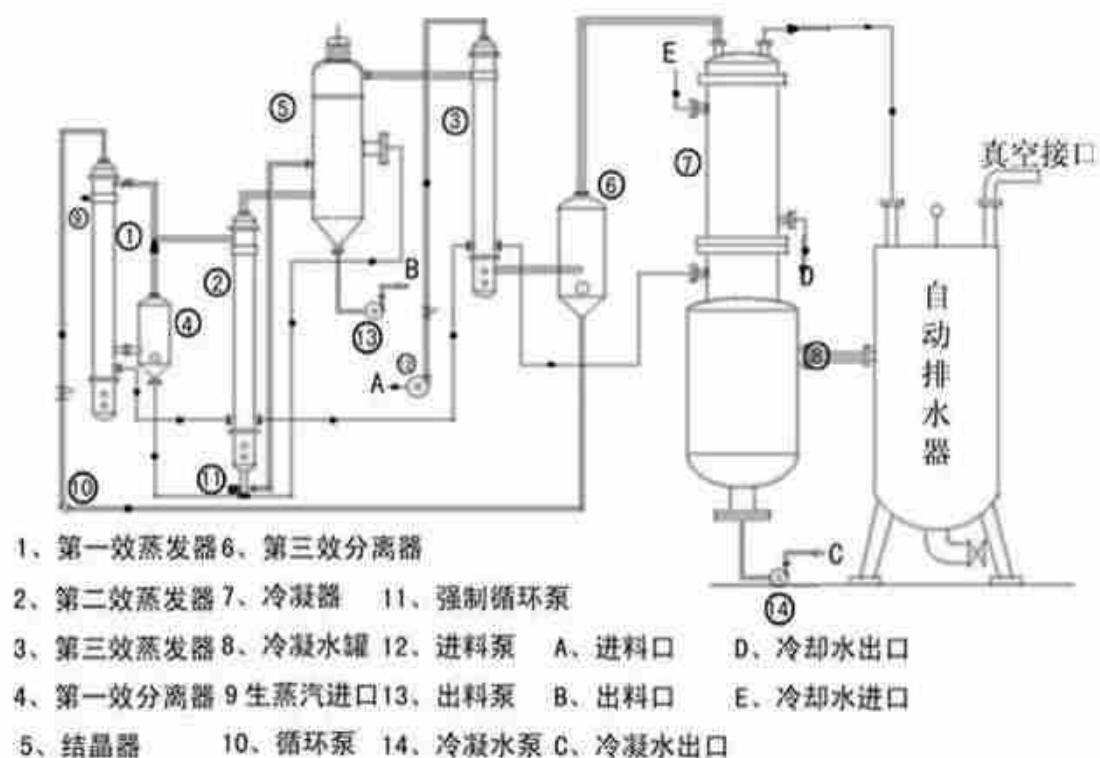 E
③
⑤
真空接口
⑦
⑥
⑨
①
②
D
B
④
⑬
⑫
A
⑧
自动排水器
⑪
⑩
C
⑭
1、第一效蒸发器 6、第三效分离器
2、第二效蒸发器 7、冷凝器 11、强制循环泵
3、第三效蒸发器 8、冷凝水罐 12、进料泵 A、进料口 D、冷却水出口
4、第一效分离器 9 生蒸汽进口 13、出料泵 B、出料口 E、冷却水进口
5、结晶器 10、循环泵 14、冷凝水泵 C、冷凝水出口